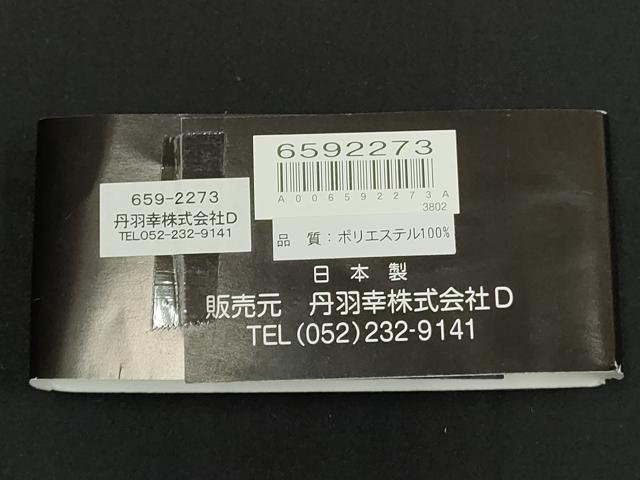 659-2273
丹羽幸株式会社D
TEL052-232-9141
6592273
A006592273A
3802
品 質：ポリエステル100%
日本製
販売元 丹羽幸株式会社D
TEL(052)232-9141